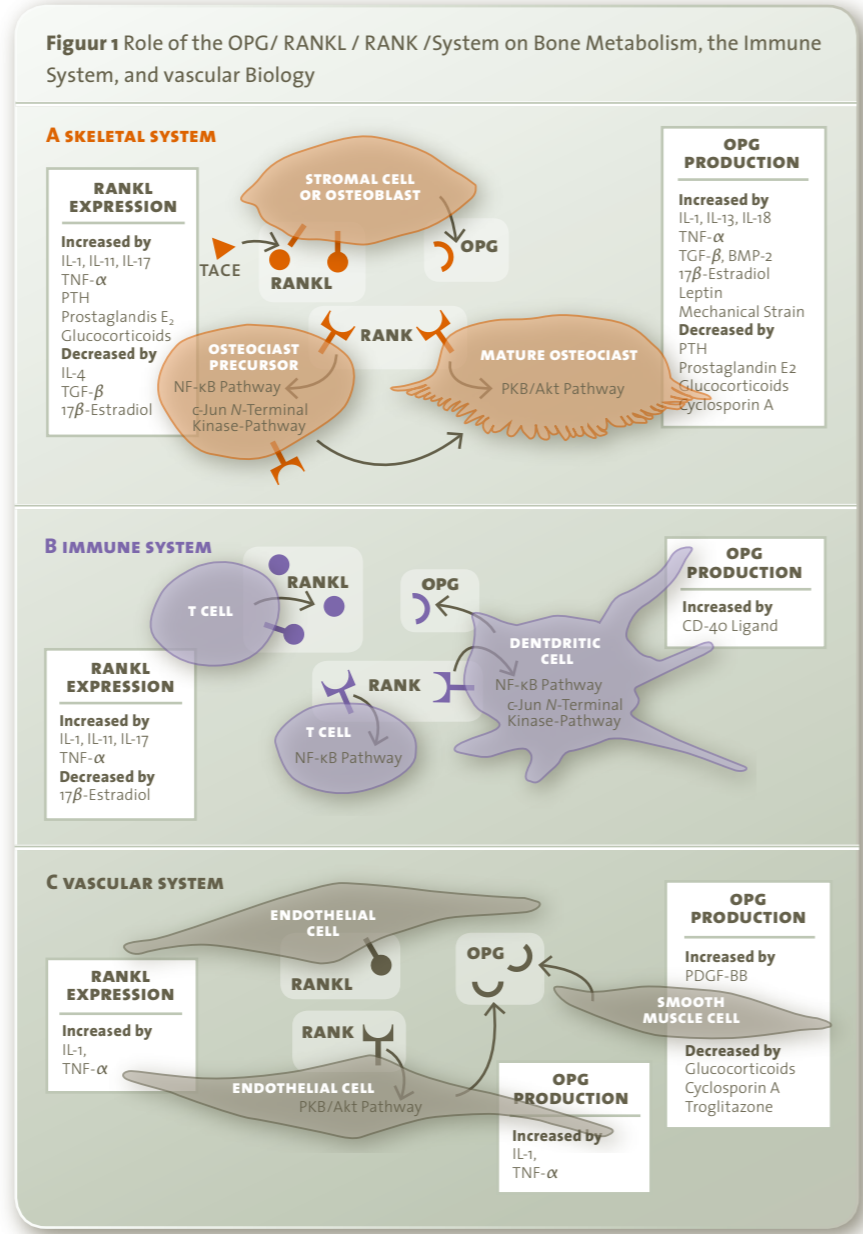 Figuur 1 Role of the OPG/ RANKL / RANK /System on Bone Metabolism, the Immune
System, and vascular Biology
A SKELETAL SYSTEM
RANKL
EXPRESSION
Increased by
IL-1, IL-11, IL-17
TNF-α
PTH
Prostaglandis E₂
Glucocorticoids
Decreased by
IL-4
TGF-β
17β-Estradiol
TACE
STROMAL CELL
OR OSTEOBLAST
RANKL
OPG
RANK
OSTEOCIAST
PRECURSOR
NF-κB Pathway
c-Jun N-Terminal
Kinase-Pathway
MATURE OSTEOCIAST
PKB/Akt Pathway
OPG
PRODUCTION
Increased by
IL-1, IL-13, IL-18
TNF-α
TGF-β, BMP-2
17β-Estradiol
Leptin
Mechanical Strain
Decreased by
PTH
Prostaglandin E2
Glucocorticoids
Cyclosporin A
B IMMUNE SYSTEM
T CELL
RANKL
OPG
RANKL
EXPRESSION
Increased by
IL-1, IL-11, IL-17
TNF-α
Decreased by
17β-Estradiol
RANK
T CELL
NF-κB Pathway
DENTDRITIC
CELL
NF-κB Pathway
c-Jun N-Terminal
Kinase-Pathway
OPG
PRODUCTION
Increased by
CD-40 Ligand
C VASCULAR SYSTEM
ENDOTHELIAL
CELL
RANKL
RANKL
EXPRESSION
Increased by
IL-1,
TNF-α
RANK
ENDOTHELIAL CELL
PKB/Akt Pathway
OPG
OPG
PRODUCTION
Increased by
IL-1,
TNF-α
OPG
PRODUCTION
Increased by
PDGF-BB
SMOOTH
MUSCLE CELL
Decreased by
Glucocorticoids
Cyclosporin A
Troglitazone